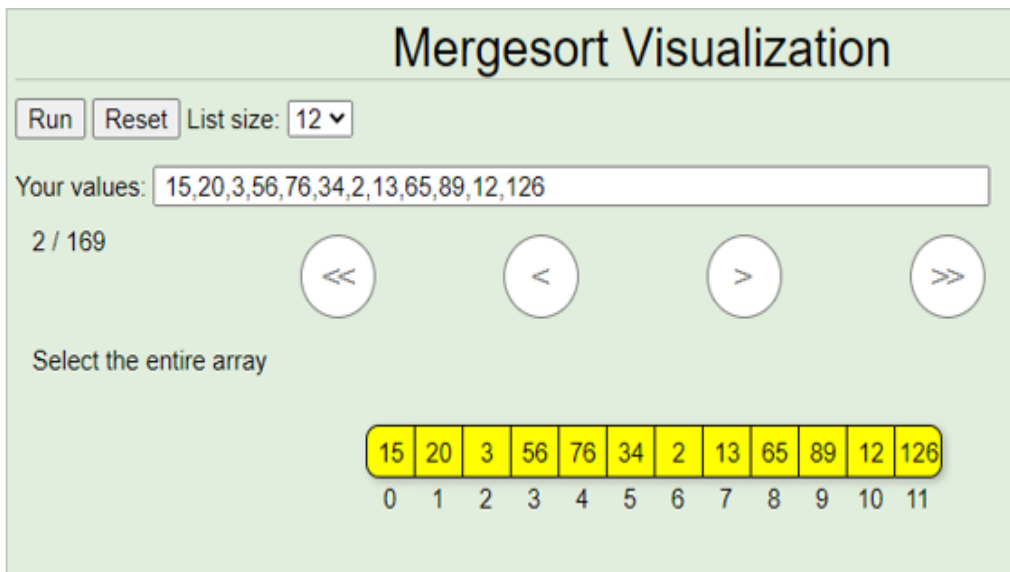 Mergesort Visualization
Run Reset List size: 12
Your values: 15,20,3,56,76,34,2,13,65,89,12,126
2 / 169
<< < > >>
Select the entire array
15 20 3 56 76 34 2 13 65 89 12 126
0 1 2 3 4 5 6 7 8 9 10 11